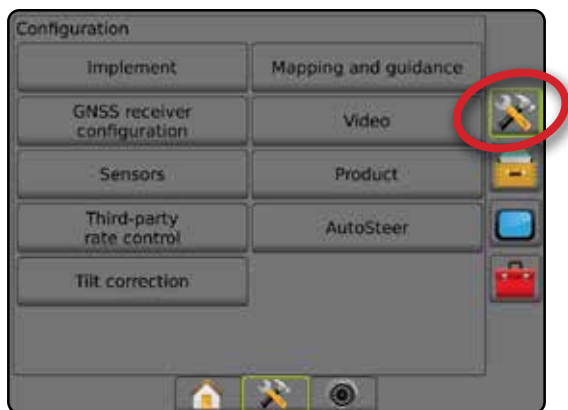 Configuration
Implement
Mapping and guidance
GNSS receiver
configuration
Video
Sensors
Product
Third-party
rate control
AutoSteer
Tilt correction